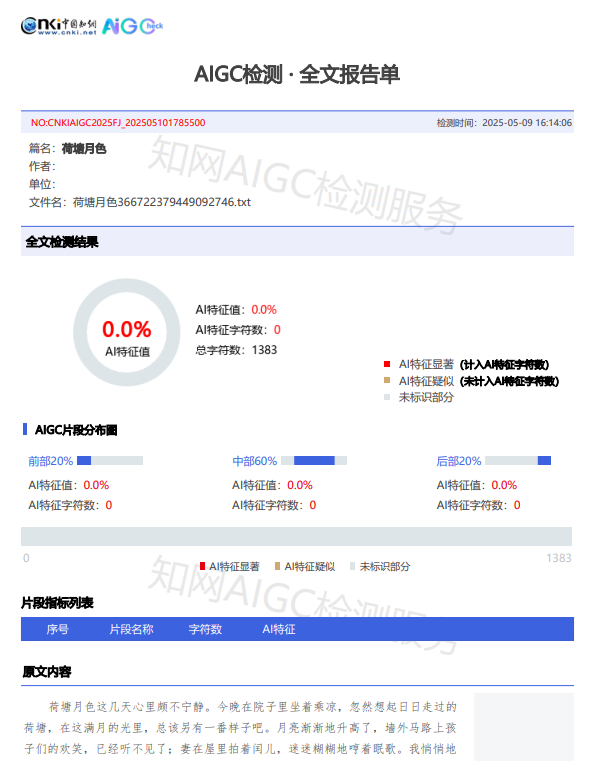 CNKI 中国知网 AIGC Check
www.cnki.net
AIGC检测 · 全文报告单
NO:CNKIAIGC2025FJ_202505101785500 检测时间：2025-05-09 16:14:06
篇名：荷塘月色
作者：
单位：
文件名：荷塘月色366722379449092746.txt
知网AIGC检测服务
全文检测结果
0.0%
AI特征值
AI特征值：0.0%
AI特征字符数：0
总字符数：1383
AI特征显著 (计入AI特征字符数)
AI特征疑似 (未计入AI特征字符数)
未标识部分
AIGC片段分布图
前部20% 中部60% 后部20%
AI特征值：0.0% AI特征值：0.0% AI特征值：0.0%
AI特征字符数：0 AI特征字符数：0 AI特征字符数：0
0 1383
AI特征显著 AI特征疑似 未标识部分
知网AIGC检测服务
片段指标列表
序号 片段名称 字符数 AI特征
原文内容
荷塘月色这几天心里颇不宁静。今晚在院子里坐着乘凉，忽然想起日日走过的
荷塘，在这满月的光里，总该另有一番样子吧。月亮渐渐地升高了，墙外马路上孩
子们的欢笑，已经听不见了；妻在屋里拍着闰儿，迷迷糊糊地哼着眠歌。我悄悄地